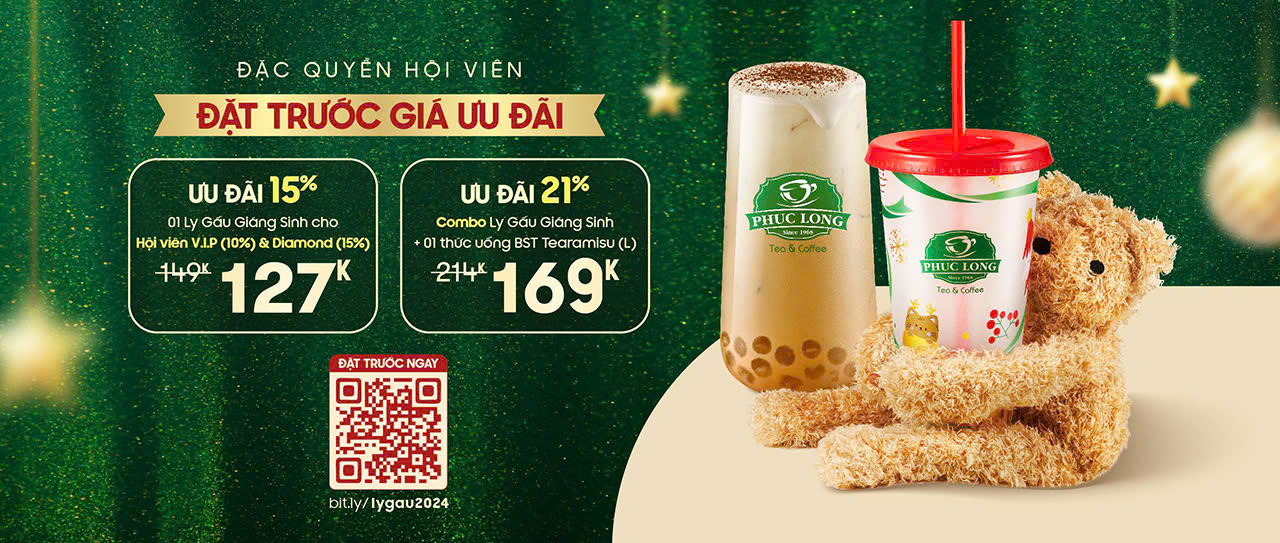 ĐẶC QUYỀN HỘI VIÊN
ĐẶT TRƯỚC GIÁ ƯU ĐÃI
ƯU ĐÃI 15%
01 Ly Gấu Giáng Sinh cho
Hội viên V.I.P (10%) & Diamond (15%)
149K 127K
ƯU ĐÃI 21%
Combo Ly Gấu Giáng Sinh
+ 01 thức uống BST Tearamisu (L)
214K 169K
ĐẶT TRƯỚC NGAY
bit.ly/lygau2024
PHUC LONG
Since 1968
Tea & Coffee
PHUC LONG
Since 1968
Tea & Coffee